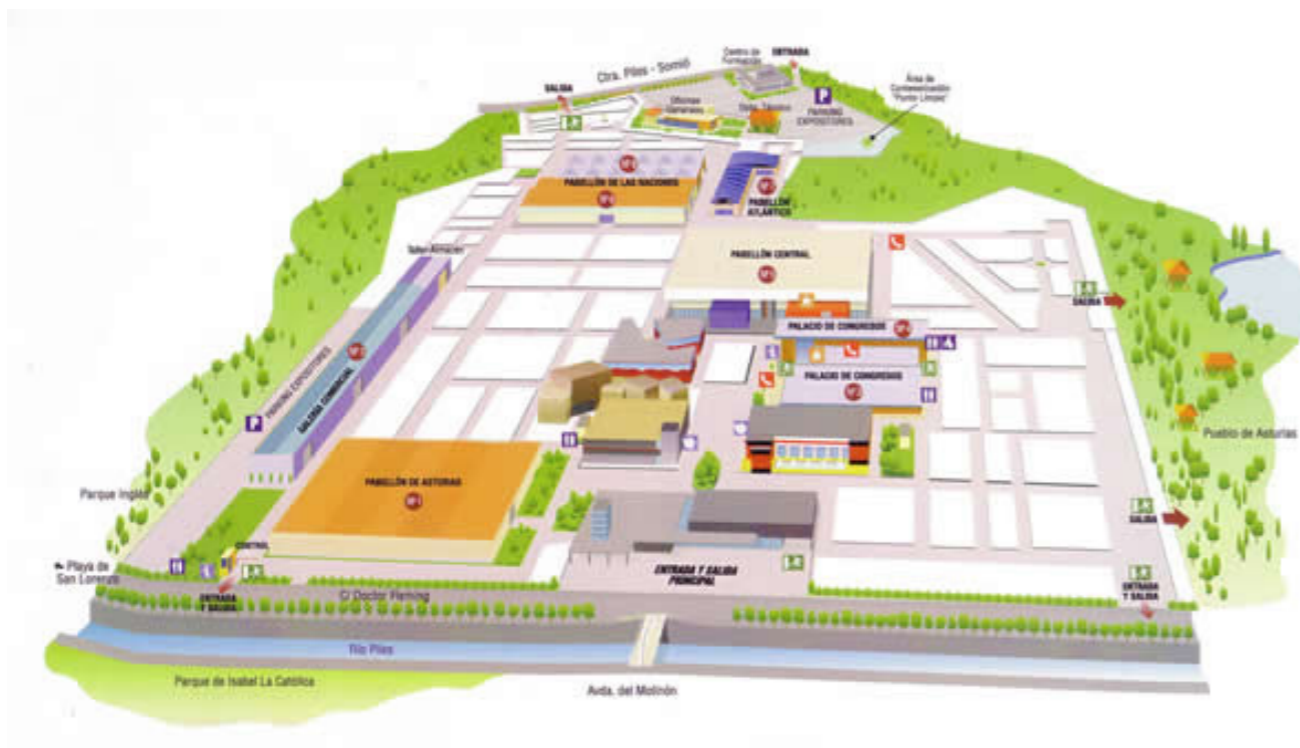 Ctra. Piles - Somió
Centro de
Formación
ENTRADA
SALIDA
Oficinas
Generales
Dpto. Técnico
P
PARKING
EXPOSITORES
Área de
Contenerización
"Punto Limpio"
PABELLÓN DE LAS NACIONES
PABELLÓN
ATLÁNTICO
Taller-Almacén
PABELLÓN CENTRAL
SALIDA
PALACIO DE CONGRESOS
PALACIO DE CONGRESOS
PARKING EXPOSITORES
GALERÍA COMERCIAL
P
Pueblo de Asturias
PABELLÓN DE ASTURIAS
Parque Inglés
SALIDA
CONTROL
Playa de
San Lorenzo
ENTRADA Y SALIDA
PRINCIPAL
ENTRADA
Y SALIDA
ENTRADA
Y SALIDA
C/ Doctor Fleming
Río Piles
Parque de Isabel La Católica
Avda. del Molinón